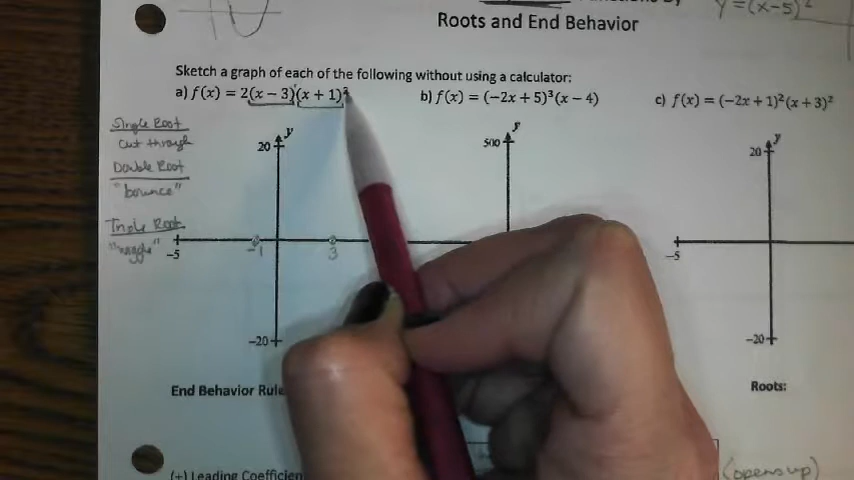 y=(x-5)²
Roots and End Behavior
Sketch a graph of each of the following without using a calculator:
a) f(x) = 2(x − 3)(x + 1)²
b) f(x) = (−2x + 5)³(x − 4)
c) f(x) = (−2x + 1)²(x + 3)²
Single Root
cut through
Double Root
"bounce"
Triple Root
y
20
-5
-1
3
-20
y
500
y
20
-5
-20
End Behavior Rule
Roots:
(+) Leading Coefficien
(opens up)